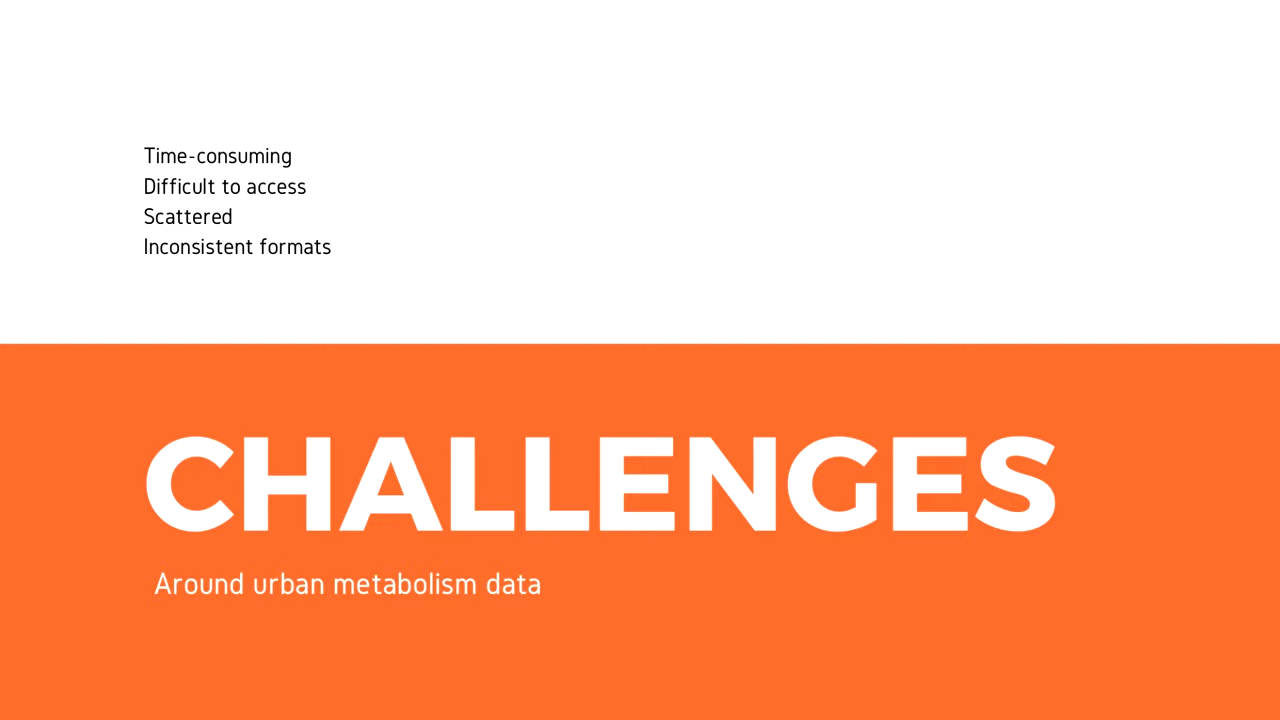 Time-consuming
Difficult to access
Scattered
Inconsistent formats
CHALLENGES
Around urban metabolism data